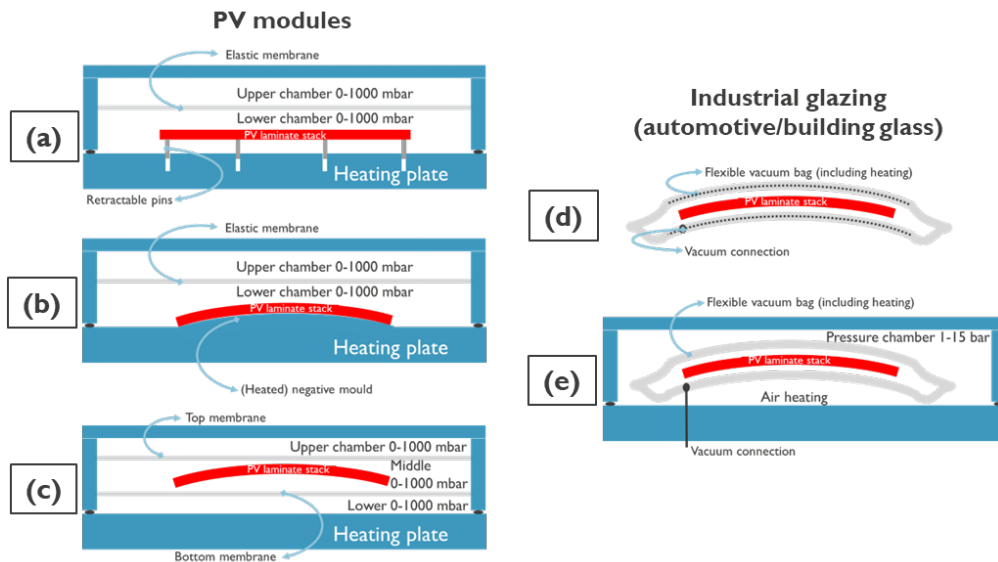 PV modules
Elastic membrane
Upper chamber 0-1000 mbar
Lower chamber 0-1000 mbar
PV laminate stack
(a)
Heating plate
Retractable pins
Elastic membrane
Upper chamber 0-1000 mbar
Lower chamber 0-1000 mbar
PV laminate stack
(b)
Heating plate
(Heated) negative mould
Top membrane
Upper chamber 0-1000 mbar
PV laminate stack
Middle
0-1000 mbar
(c)
Lower 0-1000 mbar
Heating plate
Bottom membrane
Industrial glazing
(automotive/building glass)
Flexible vacuum bag (including heating)
(d)
PV laminate stack
Vacuum connection
Flexible vacuum bag (including heating)
Pressure chamber 1-15 bar
PV laminate stack
(e)
Air heating
Vacuum connection